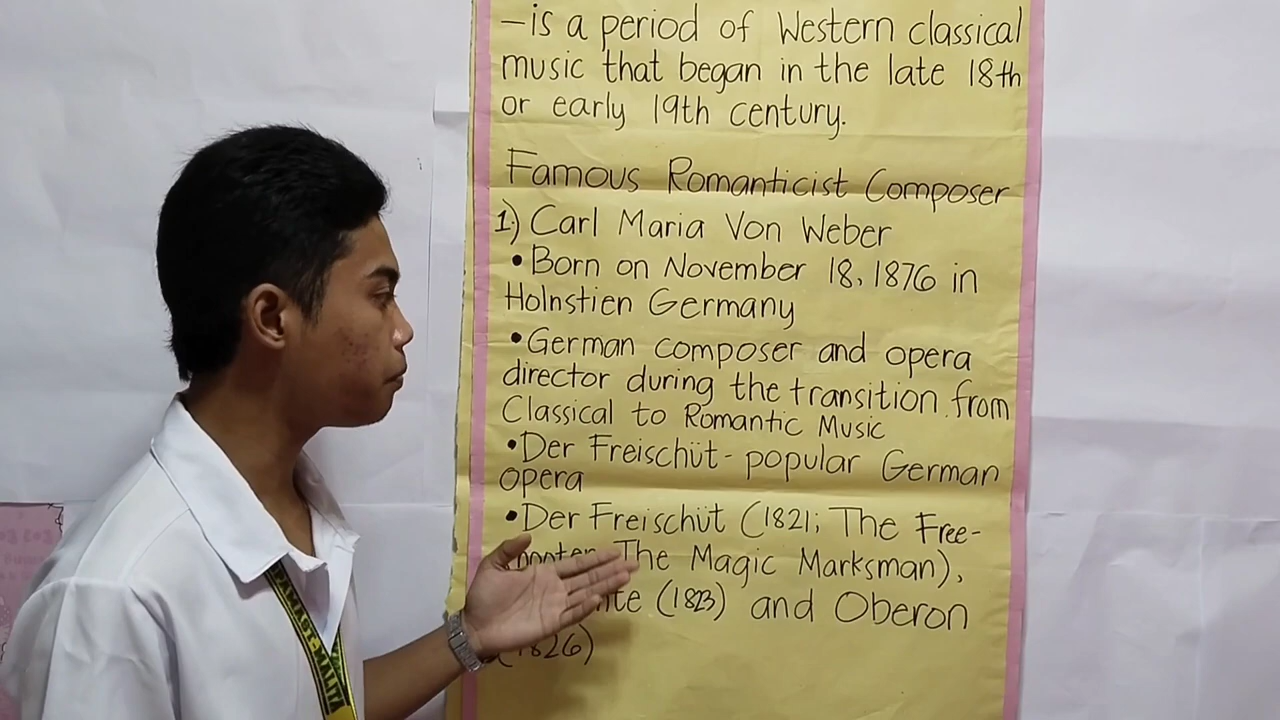 –is a period of Western classical
music that began in the late 18th
or early 19th century.
Famous Romanticist Composer
1.) Carl Maria Von Weber
•Born on November 18, 1876 in
Holnstien Germany
•German composer and opera
director during the transition from
Classical to Romantic Music
•Der Freischüt- popular German
opera
•Der Freischüt (1821; The Free-
The Magic Marksman),
(1823) and Oberon
(1826)